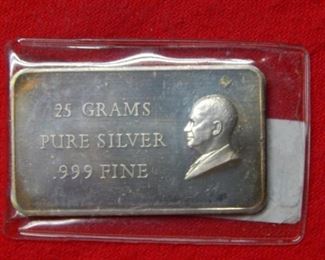 25 GRAMS
PURE SILVER
.999 FINE